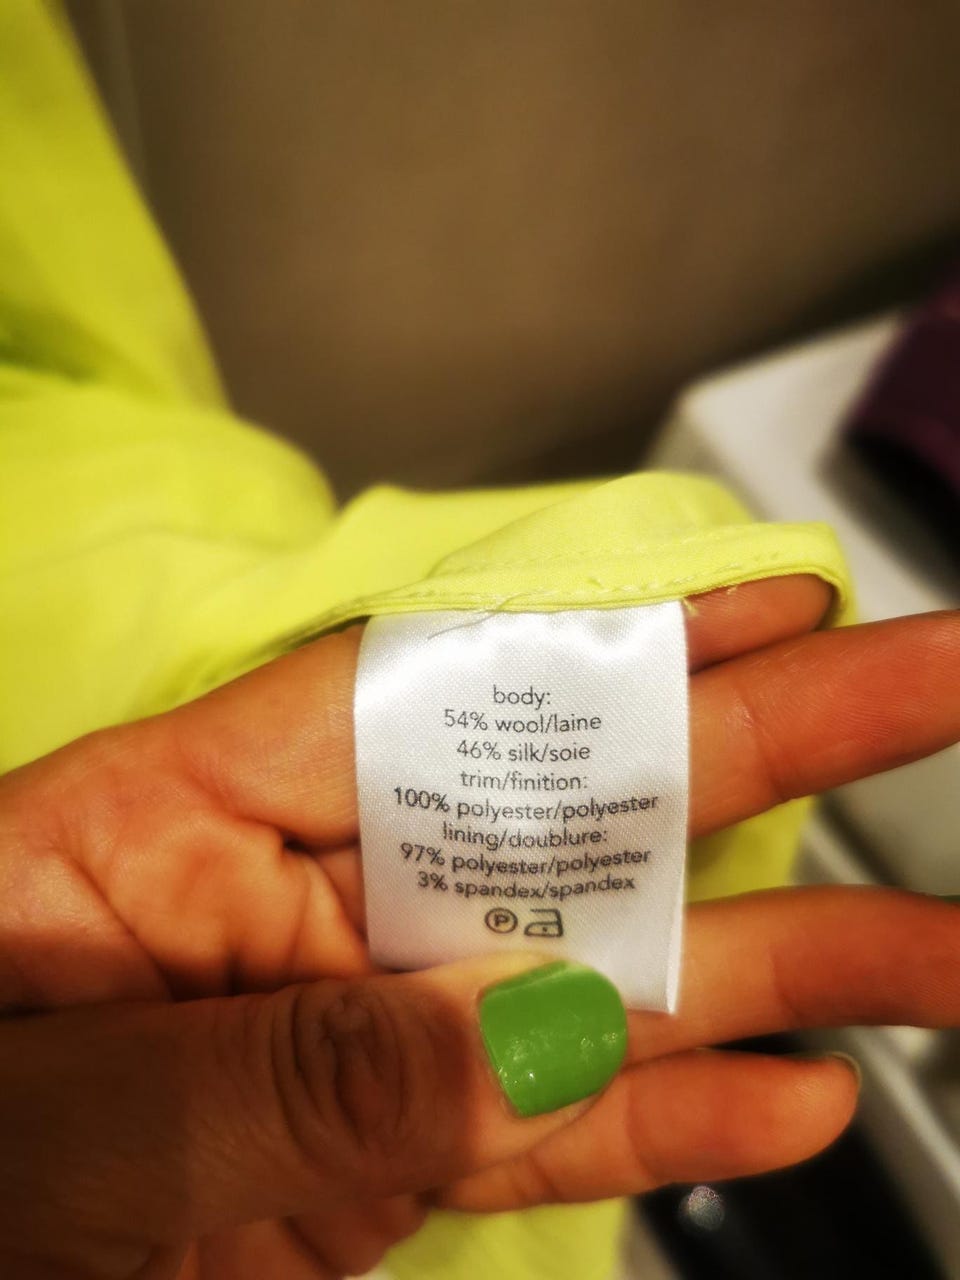 body:
54% wool/laine
46% silk/soie
trim/finition:
100% polyester/polyester
lining/doublure:
97% polyester/polyester
3% spandex/spandex
P